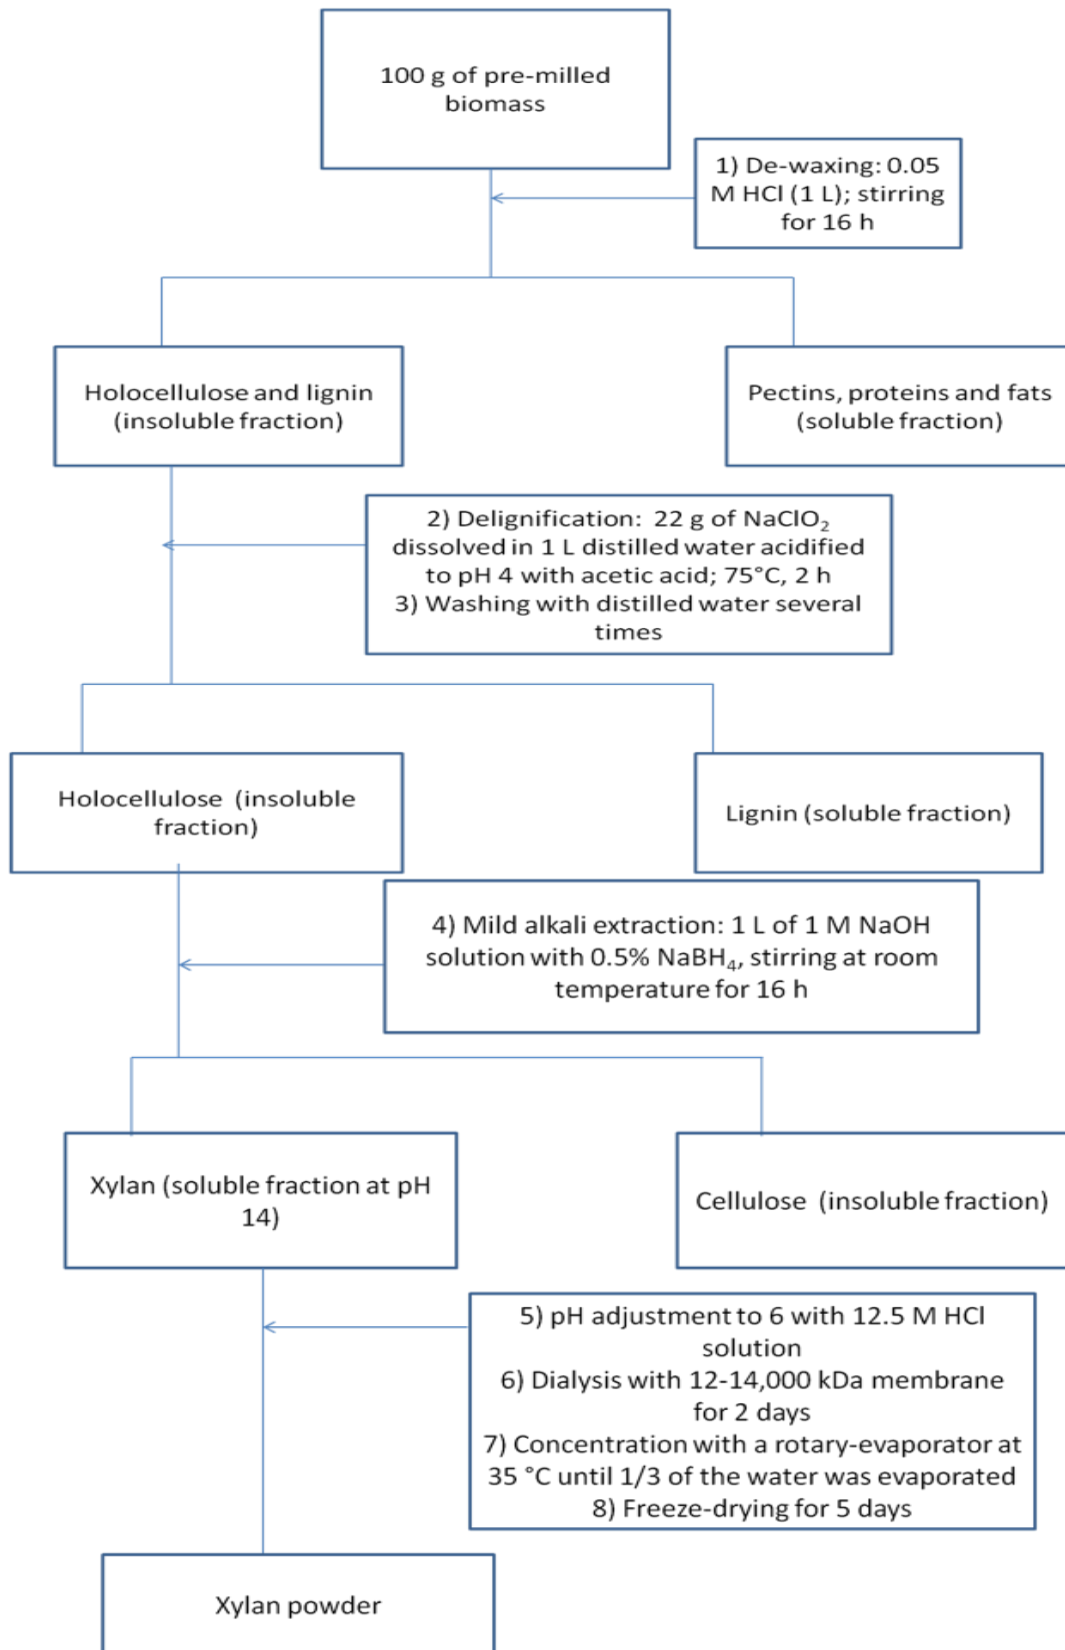 100 g of pre-milled
biomass
1) De-waxing: 0.05
M HCl (1 L); stirring
for 16 h
Holocellulose and lignin
(insoluble fraction)
Pectins, proteins and fats
(soluble fraction)
2) Delignification:  22 g of NaClO₂
dissolved in 1 L distilled water acidified
to pH 4 with acetic acid; 75°C, 2 h
3) Washing with distilled water several
times
Holocellulose  (insoluble
fraction)
Lignin (soluble fraction)
4) Mild alkali extraction: 1 L of 1 M NaOH
solution with 0.5% NaBH₄, stirring at room
temperature for 16 h
Xylan (soluble fraction at pH
14)
Cellulose  (insoluble fraction)
5) pH adjustment to 6 with 12.5 M HCl
solution
6) Dialysis with 12-14,000 kDa membrane
for 2 days
7) Concentration with a rotary-evaporator at
35 °C until 1/3 of the water was evaporated
8) Freeze-drying for 5 days
Xylan powder